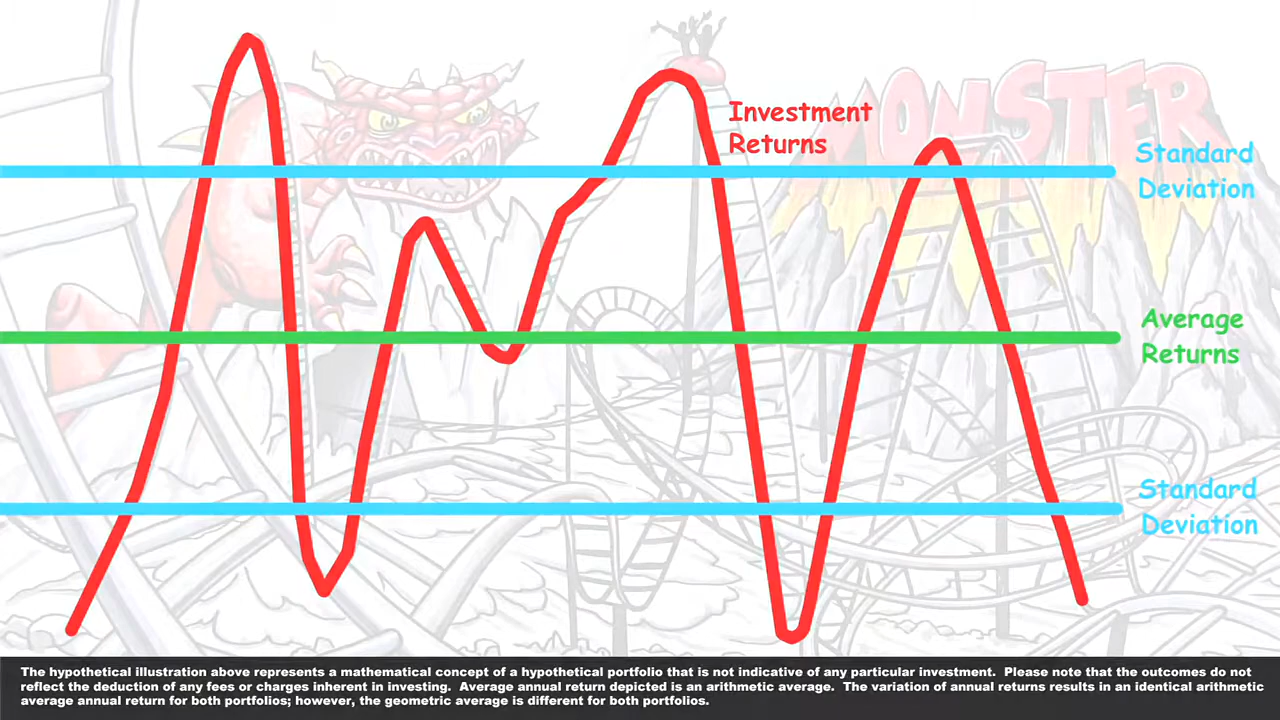 MONSTER
Investment
Returns
Standard
Deviation
Average
Returns
Standard
Deviation
The hypothetical illustration above represents a mathematical concept of a hypothetical portfolio that is not indicative of any particular investment. Please note that the outcomes do not
reflect the deduction of any fees or charges inherent in investing. Average annual return depicted is an arithmetic average. The variation of annual returns results in an identical arithmetic
average annual return for both portfolios; however, the geometric average is different for both portfolios.